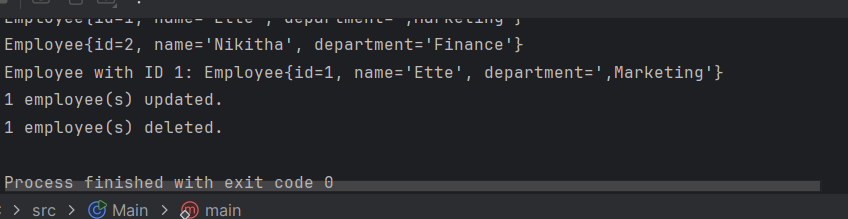 Employee{id=1, name='Ette', department=',Marketing'}
Employee{id=2, name='Nikitha', department='Finance'}
Employee with ID 1: Employee{id=1, name='Ette', department=',Marketing'}
1 employee(s) updated.
1 employee(s) deleted.
Process finished with exit code 0
> src > Main > main